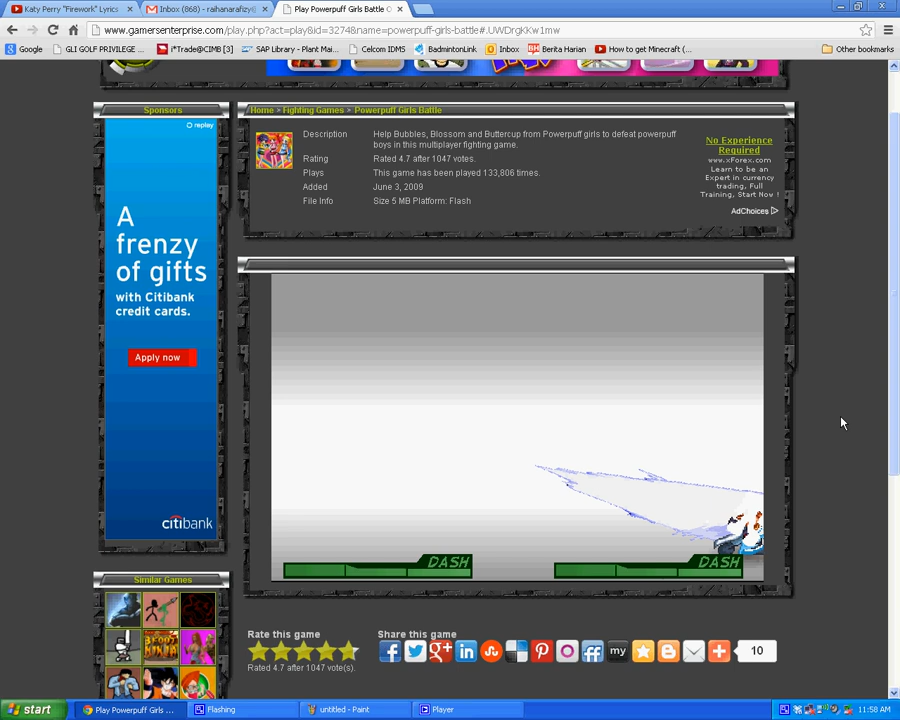 Katy Perry "Firework" Lyrics
Inbox (868) - raihanarafizy@
Play Powerpuff Girls Battle O
www.gamersenterprise.com/play.php?act=play&id=3274&name=powerpuff-girls-battle#.UWDrgKKw1mw
Google
GLI GOLF PRIVILEGE ...
i*Trade@CIMB [3]
SAP Library - Plant Mai...
Celcom IDMS
BadmintonLink
Inbox
Berita Harian
How to get Minecraft (...
Other bookmarks
Sponsors
Home > Fighting Games > Powerpuff Girls Battle
replay
A
frenzy
of gifts
with Citibank
credit cards.
Apply now
citibank
Description Help Bubbles, Blossom and Buttercup from Powerpuff girls to defeat powerpuff
boys in this multiplayer fighting game.
Rating Rated 4.7 after 1047 votes.
Plays This game has been played 133,806 times.
Added June 3, 2009
File Info Size 5 MB Platform: Flash
No Experience
Required
www.xForex.com
Learn to be an
Expert in currency
trading, Full
Training, Start Now !
AdChoices
DASH
DASH
Similar Games
Rate this game
Rated 4.7 after 1047 vote(s).
Share this game
my
10
start
Play Powerpuff Girls ...
Flashing
untitled - Paint
Player
11:58 AM